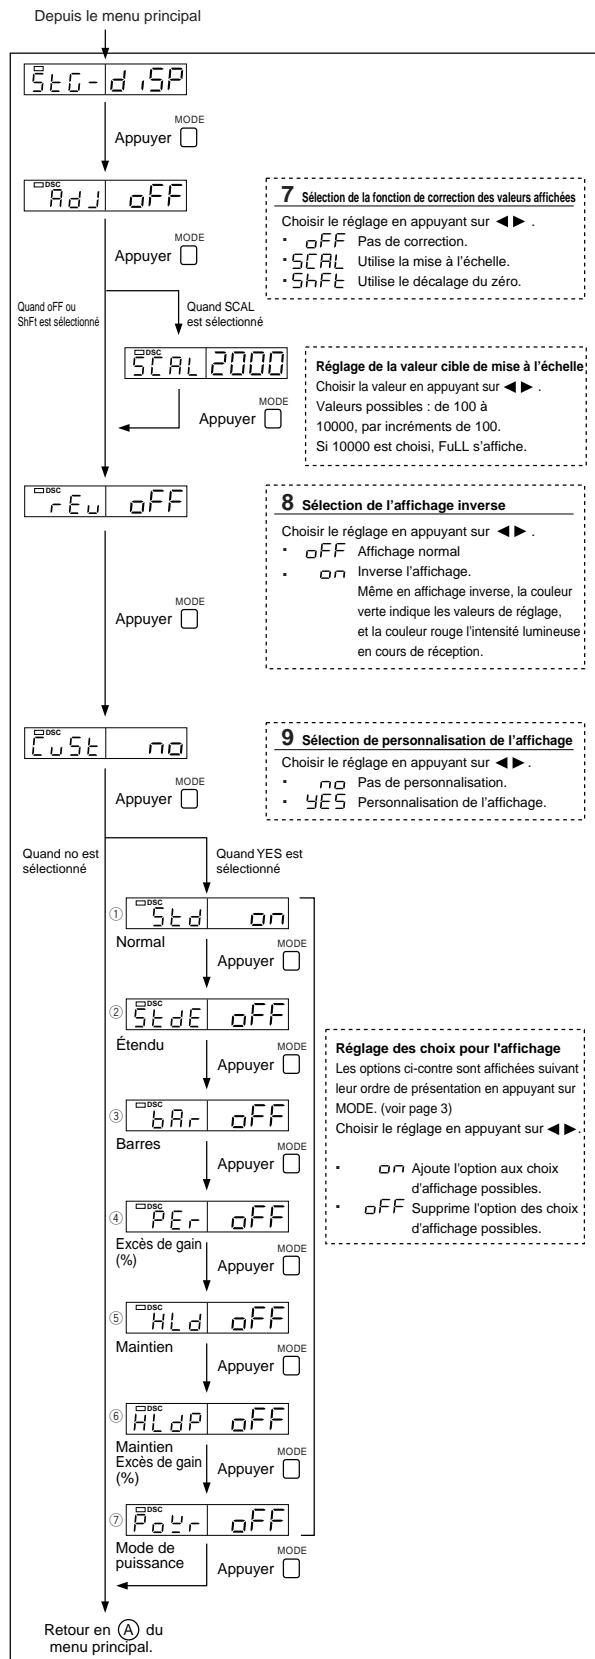 Depuis le menu principal
StG- diSP
MODE
Appuyer
DSC
AdJ oFF
7 Sélection de la fonction de correction des valeurs affichées
Choisir le réglage en appuyant sur ◀ ▶ .
· oFF Pas de correction.
· SCAL Utilise la mise à l'échelle.
· ShFt Utilise le décalage du zéro.
MODE
Appuyer
Quand oFF ou
ShFt est sélectionné
Quand SCAL
est sélectionné
DSC
SCAL 2000
MODE
Appuyer
Réglage de la valeur cible de mise à l'échelle
Choisir la valeur en appuyant sur ◀ ▶ .
Valeurs possibles : de 100 à
10000, par incréments de 100.
Si 10000 est choisi, FuLL s'affiche.
DSC
rEv oFF
8 Sélection de l'affichage inverse
Choisir le réglage en appuyant sur ◀ ▶ .
· oFF Affichage normal
· on Inverse l'affichage.
Même en affichage inverse, la couleur
verte indique les valeurs de réglage,
et la couleur rouge l'intensité lumineuse
en cours de réception.
MODE
Appuyer
DSC
CuSt no
9 Sélection de personnalisation de l'affichage
Choisir le réglage en appuyant sur ◀ ▶ .
· no Pas de personnalisation.
· YES Personnalisation de l'affichage.
MODE
Appuyer
Quand no est
sélectionné
Quand YES est
sélectionné
DSC
① Std on
Normal
MODE
Appuyer
DSC
② StdE oFF
Étendu
MODE
Appuyer
DSC
③ bAr oFF
Barres
MODE
Appuyer
DSC
④ PEr oFF
Excès de gain
(%)
MODE
Appuyer
DSC
⑤ HLd oFF
Maintien
MODE
Appuyer
DSC
⑥ HLdP oFF
Maintien
Excès de gain
(%)
MODE
Appuyer
DSC
⑦ Powr oFF
Mode de
puissance
MODE
Appuyer
Réglage des choix pour l'affichage
Les options ci-contre sont affichées suivant
leur ordre de présentation en appuyant sur
MODE. (voir page 3)
Choisir le réglage en appuyant sur ◀ ▶.
· on Ajoute l'option aux choix
d'affichage possibles.
· oFF Supprime l'option des choix
d'affichage possibles.
Retour en Ⓐ du
menu principal.